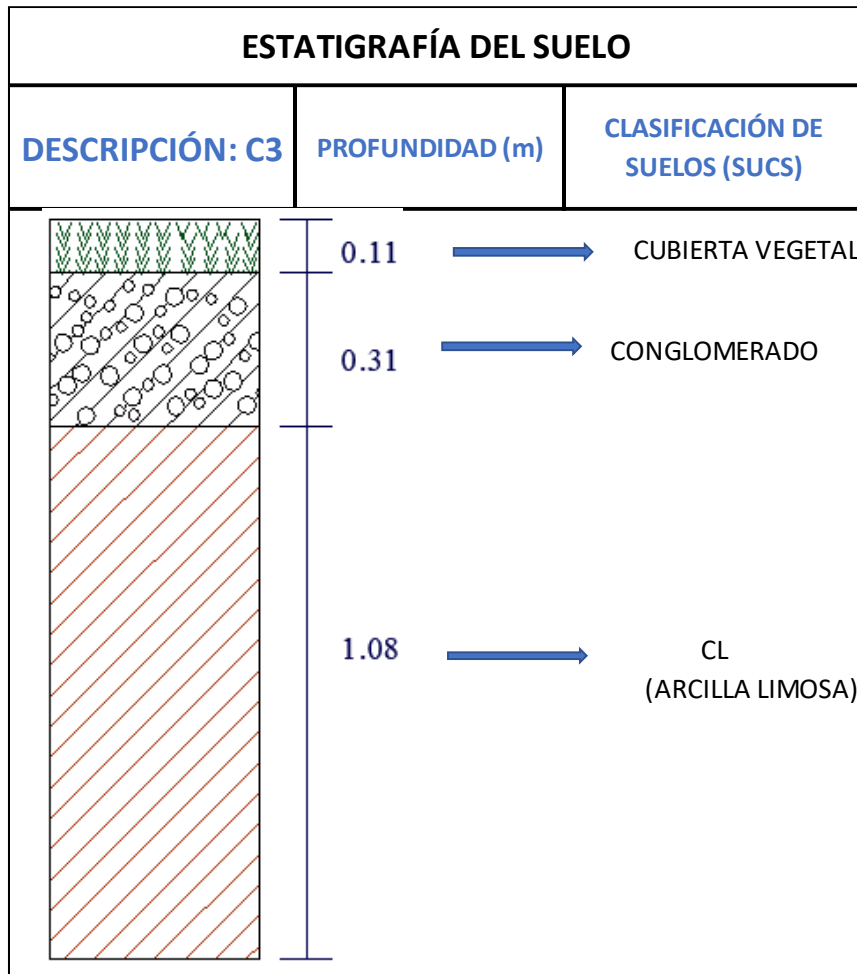 ESTATIGRAFÍA DEL SUELO
DESCRIPCIÓN: C3
PROFUNDIDAD (m)
CLASIFICACIÓN DE
SUELOS (SUCS)
0.11
CUBIERTA VEGETAL
0.31
CONGLOMERADO
1.08
CL
(ARCILLA LIMOSA)